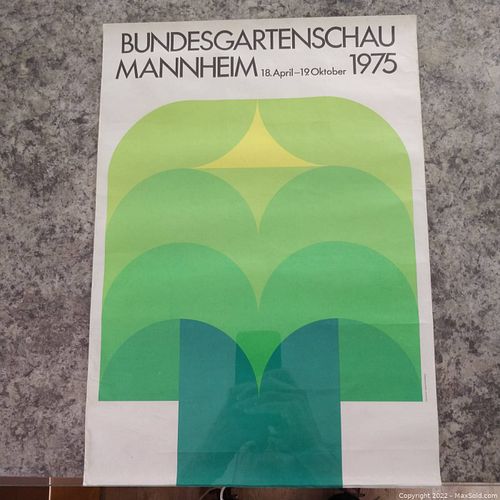 BUNDESGARTENSCHAU
MANNHEIM 18. April–19 Oktober 1975
Copyright 2022 - MaxSold.com